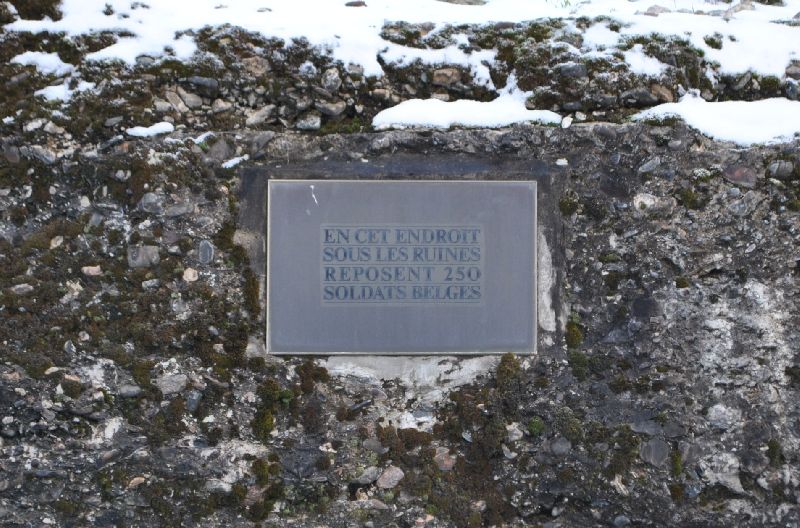 EN CET ENDROIT
SOUS LES RUINES
REPOSENT 250
SOLDATS BELGES